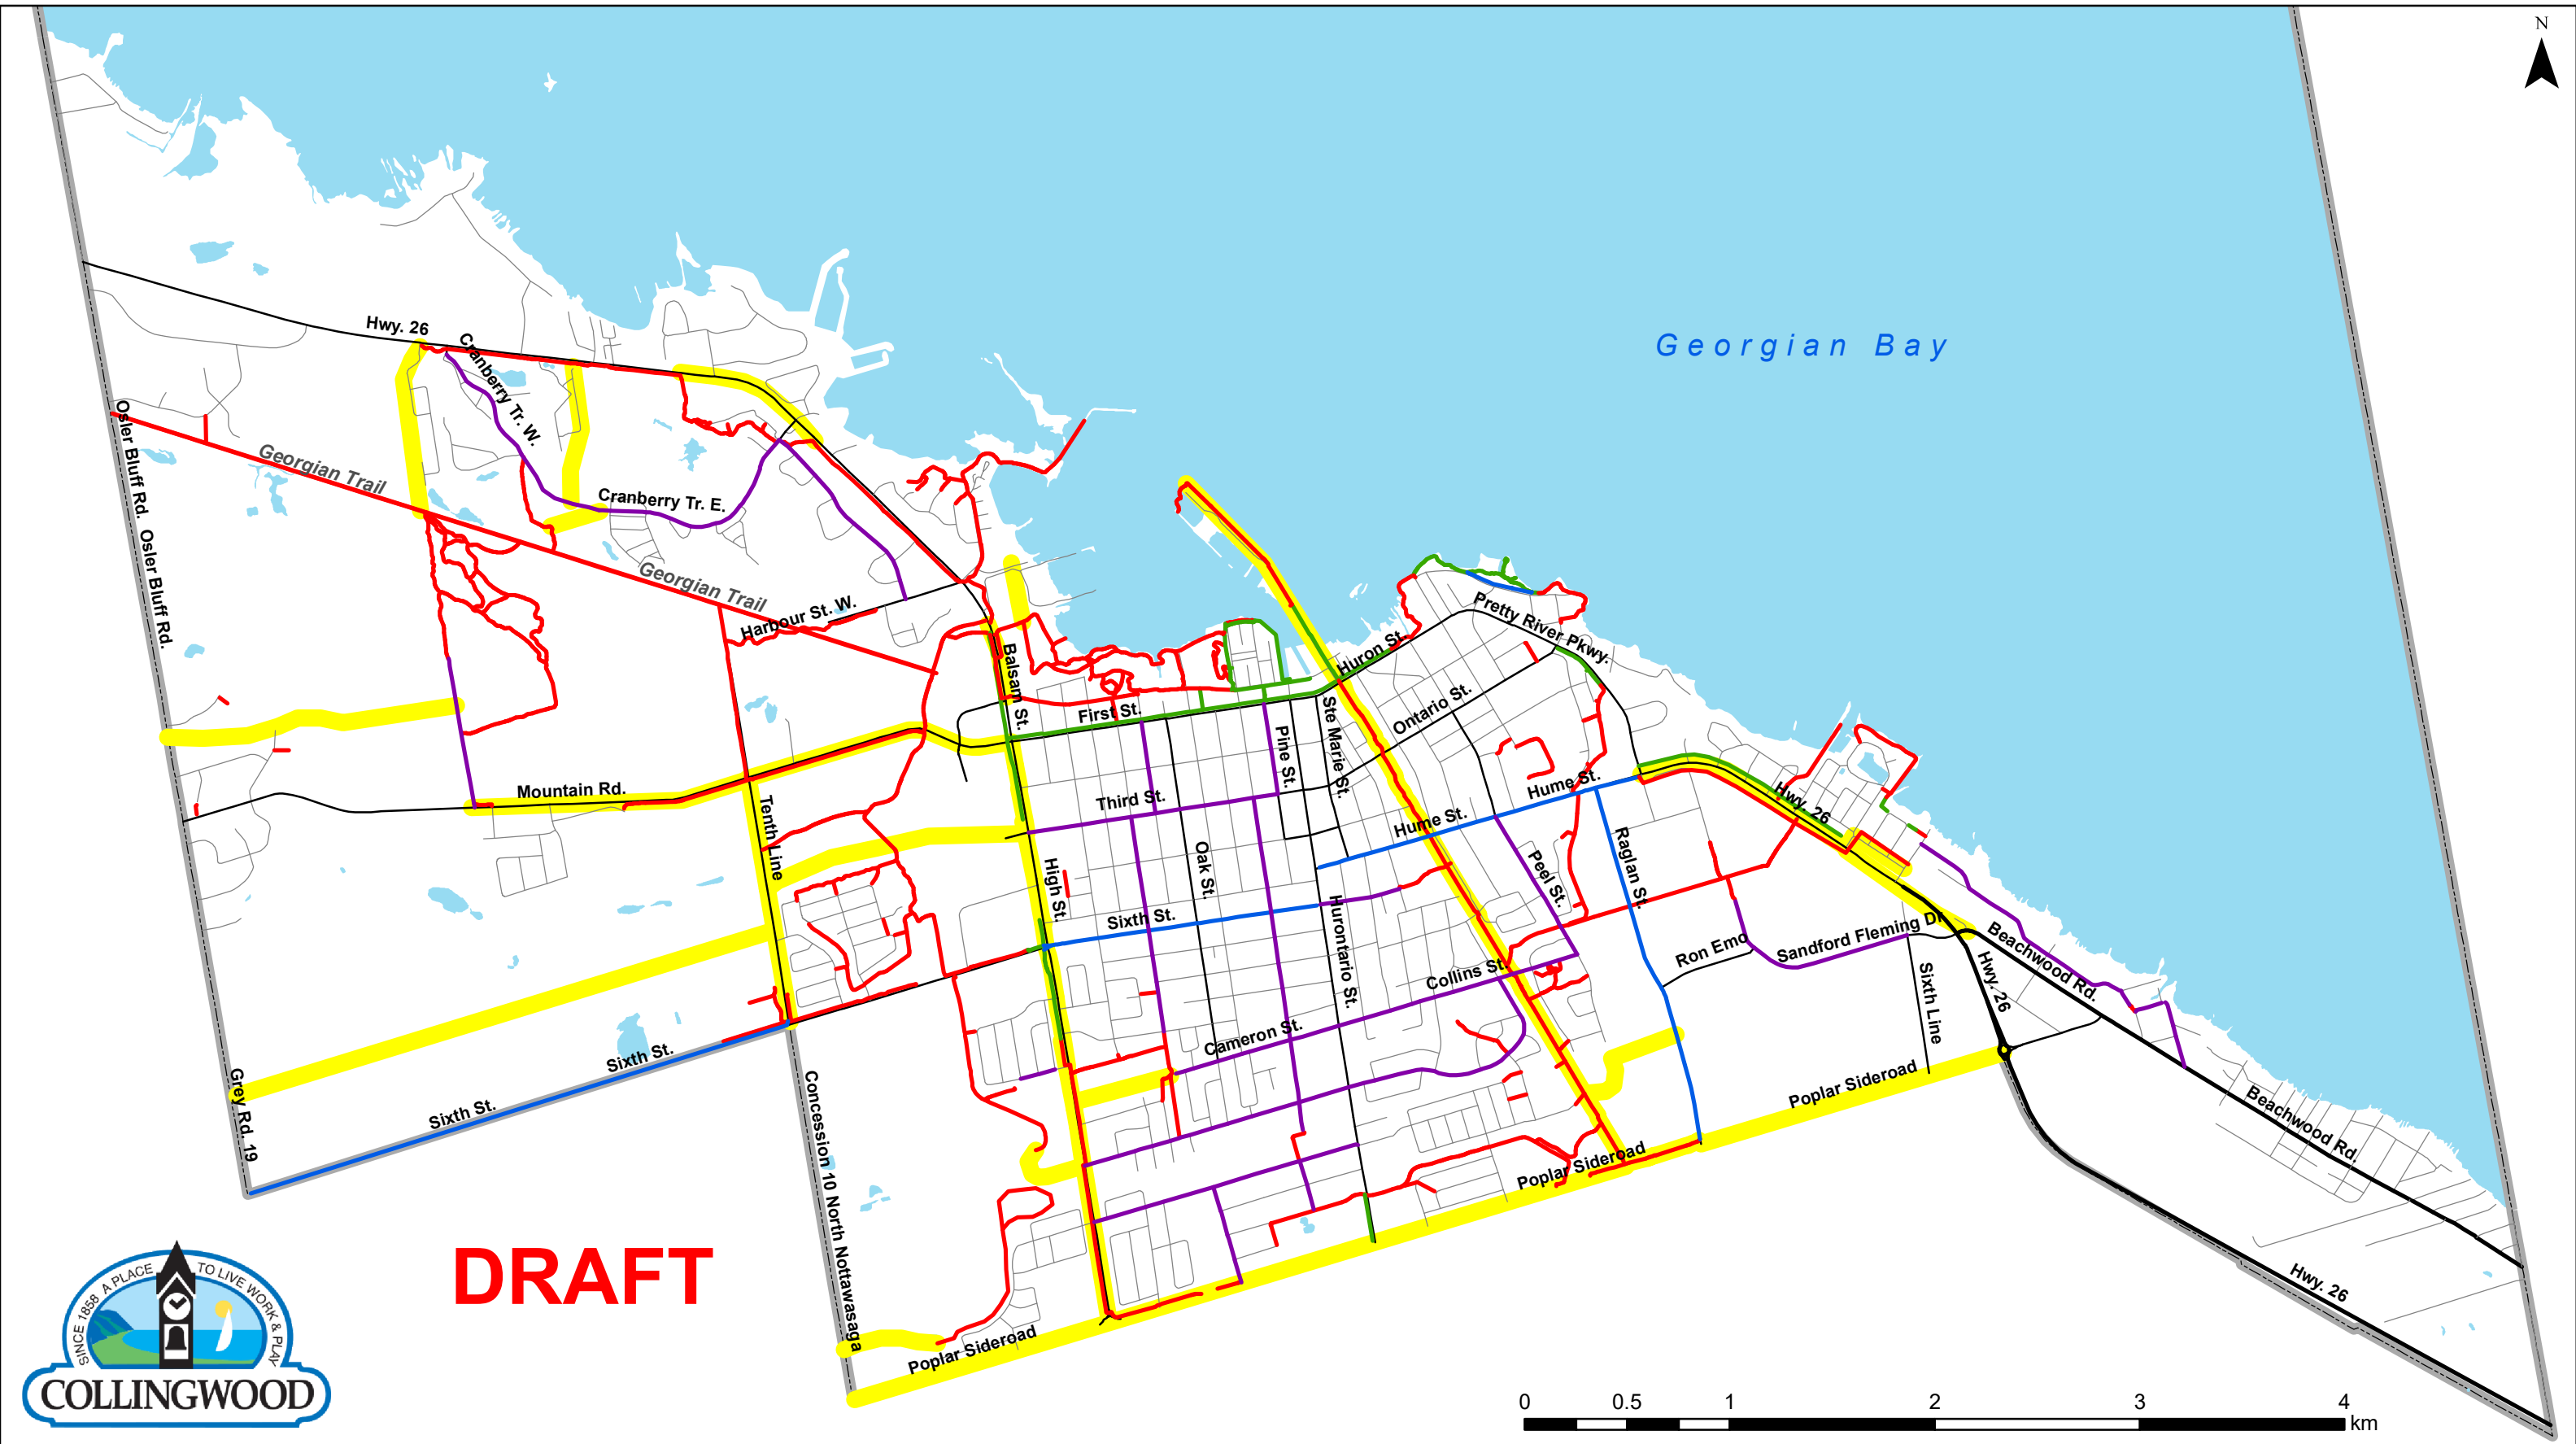 N
Georgian Bay
Hwy. 26
Cranberry Tr. W.
Osler Bluff Rd.
Georgian Trail
Cranberry Tr. E.
Osler Bluff Rd.
Georgian Trail
Harbour St. W.
Pretty River Pkwy.
Huron St.
Balsam St.
First St.
Ste Marie St.
Ontario St.
Pine St.
Mountain Rd.
Third St.
Tenth Line
Hume St.
Hume St.
Hwy. 26
Oak St.
High St.
Peel St.
Raglan St.
Sixth St.
Hurontario St.
Sandford Fleming Dr.
Ron Emo
Beachwood Rd.
Collins St.
Hwy. 26
Sixth Line
Cameron St.
Sixth St.
Sixth St.
Grey Rd. 19
Concession 10 North Nottawasaga
Poplar Sideroad
Poplar Sideroad
Beachwood Rd.
Hwy. 26
Poplar Sideroad
DRAFT
SINCE 1858 A PLACE TO LIVE WORK & PLAY
COLLINGWOOD
0 0.5 1 2 3 4
km